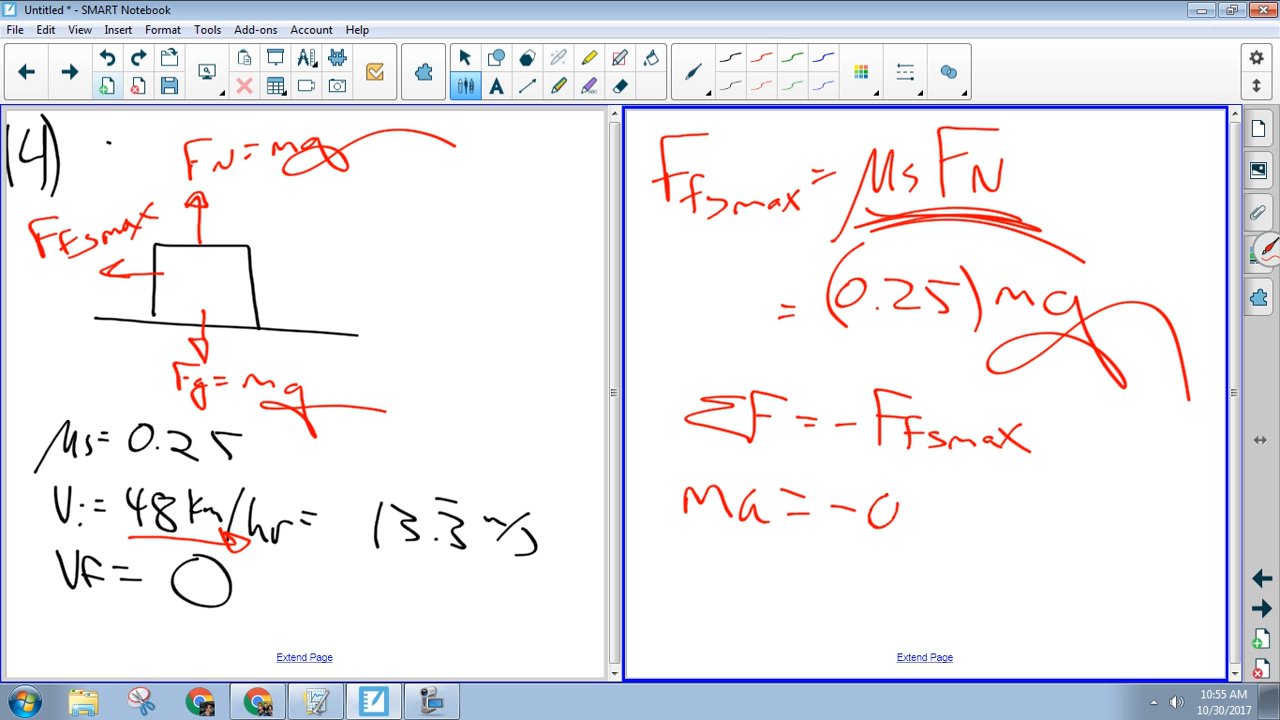 Untitled * - SMART Notebook
File Edit View Insert Format Tools Add-ons Account Help
14)
FN = mg
Ffsmax
Fg = mg
μs = 0.25
Vi = 48 km/hr = 13.3̅ m/s
Vf = 0
Extend Page
Ffsmax = μs FN
= (0.25) mg
ΣF = - Ffsmax
ma = - 0
Extend Page
10:55 AM
10/30/2017